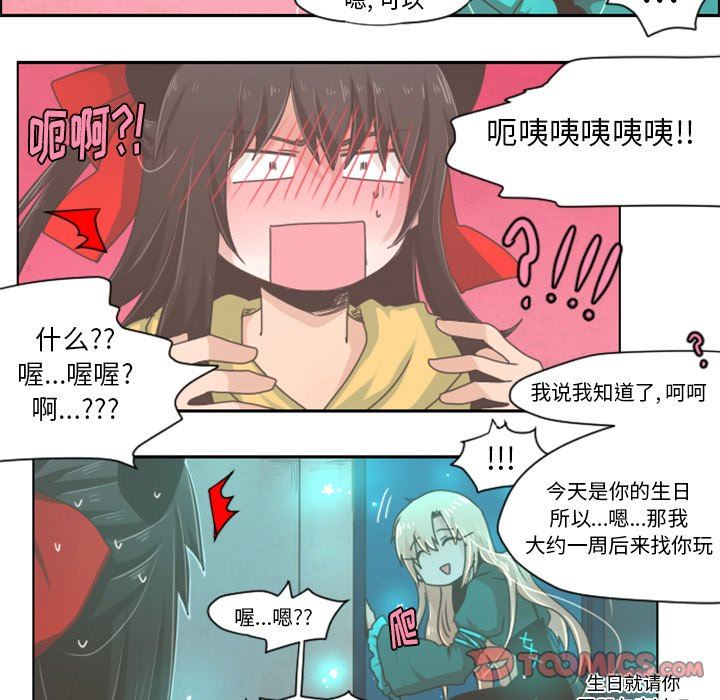 嗯, 可以
...
呃啊?!
呃咦咦咦咦咦!!
?!!!
什么??
喔...喔喔?
啊...???
?
我说我知道了, 呵呵
!!!
今天是你的生日
所以...嗯...那我
大约一周后来找你玩
喔...嗯??
爬
生日就请你
TOOMICS.COM